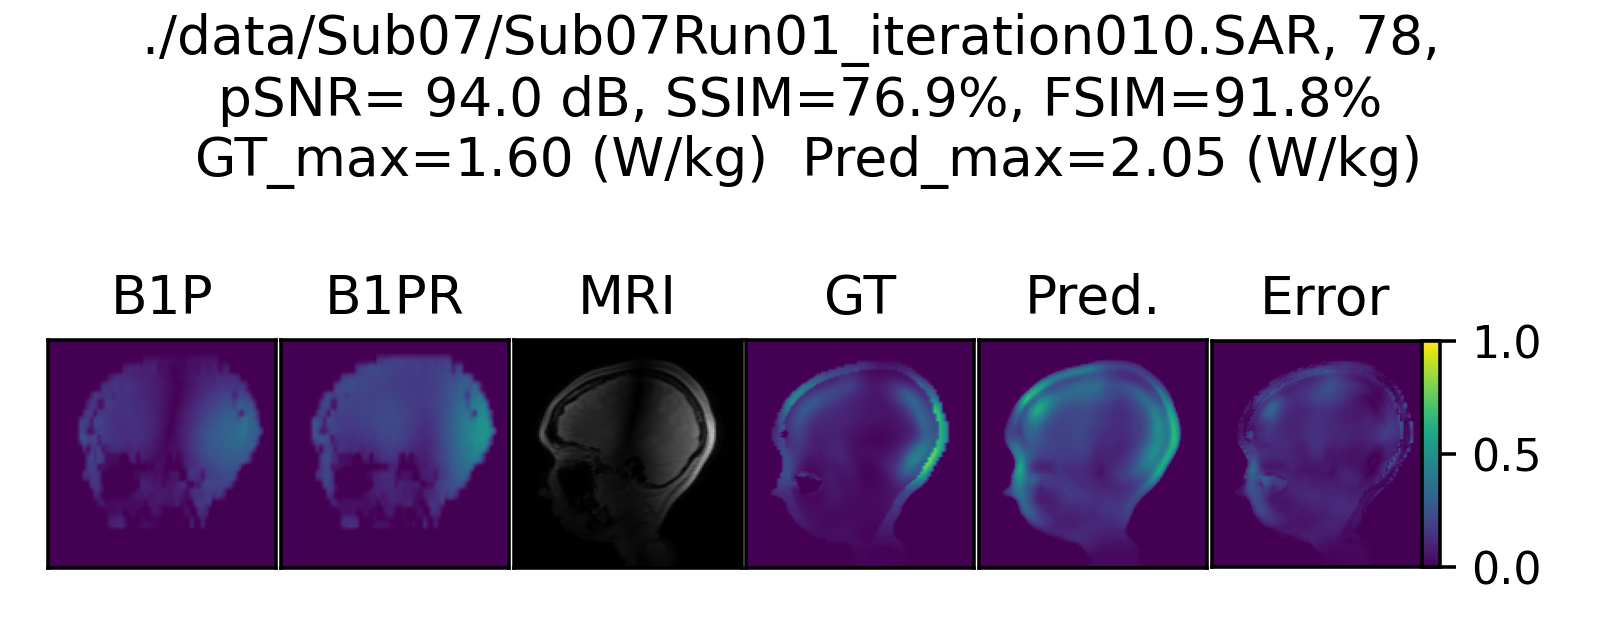 ./data/Sub07/Sub07Run01_iteration010.SAR, 78,
pSNR= 94.0 dB, SSIM=76.9%, FSIM=91.8%
GT_max=1.60 (W/kg)  Pred_max=2.05 (W/kg)
B1P B1PR MRI GT Pred. Error
1.0
0.5
0.0